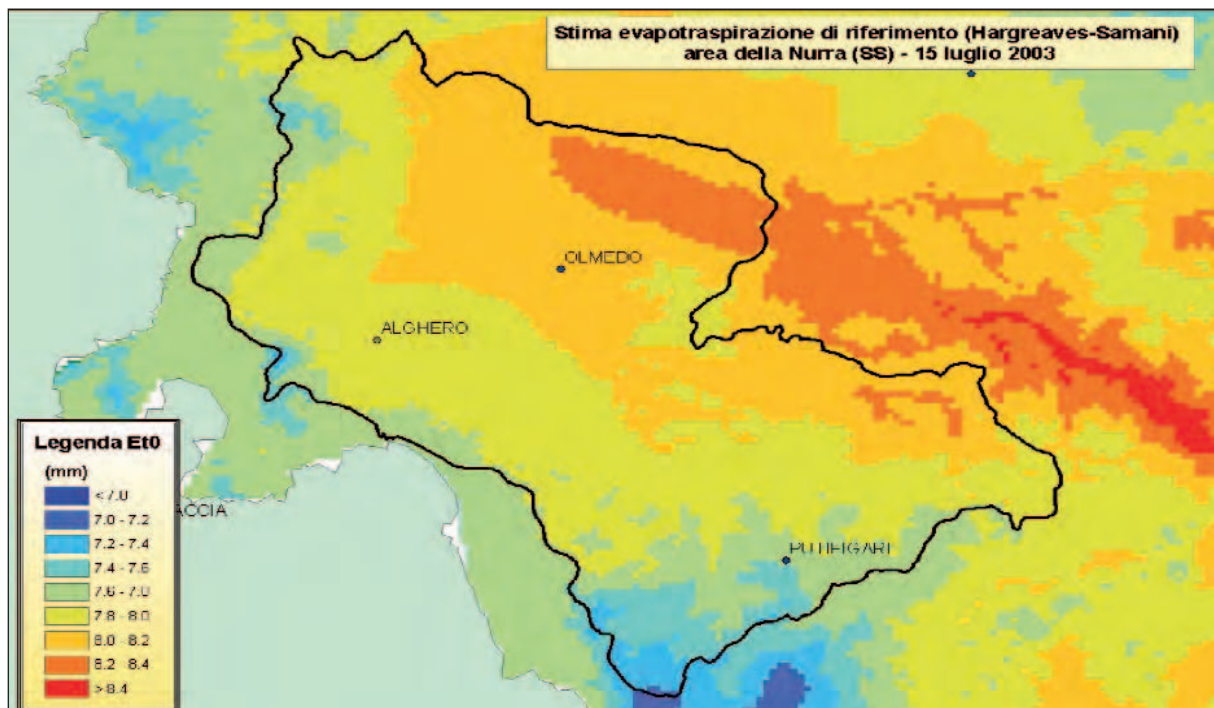 Stima evapotraspirazione di riferimento (Hargreaves-Samani)
area della Nurra (SS) - 15 luglio 2003
OLMEDO
ALGHERO
Legenda Et0
(mm)
< 7.0
7.0 - 7.2
ACCIA
7.2 - 7.4
7.4 - 7.6
PUTIFIGARI
7.6 - 7.0
7.8 - 8.0
8.0 - 8.2
8.2 - 8.4
> 8.4